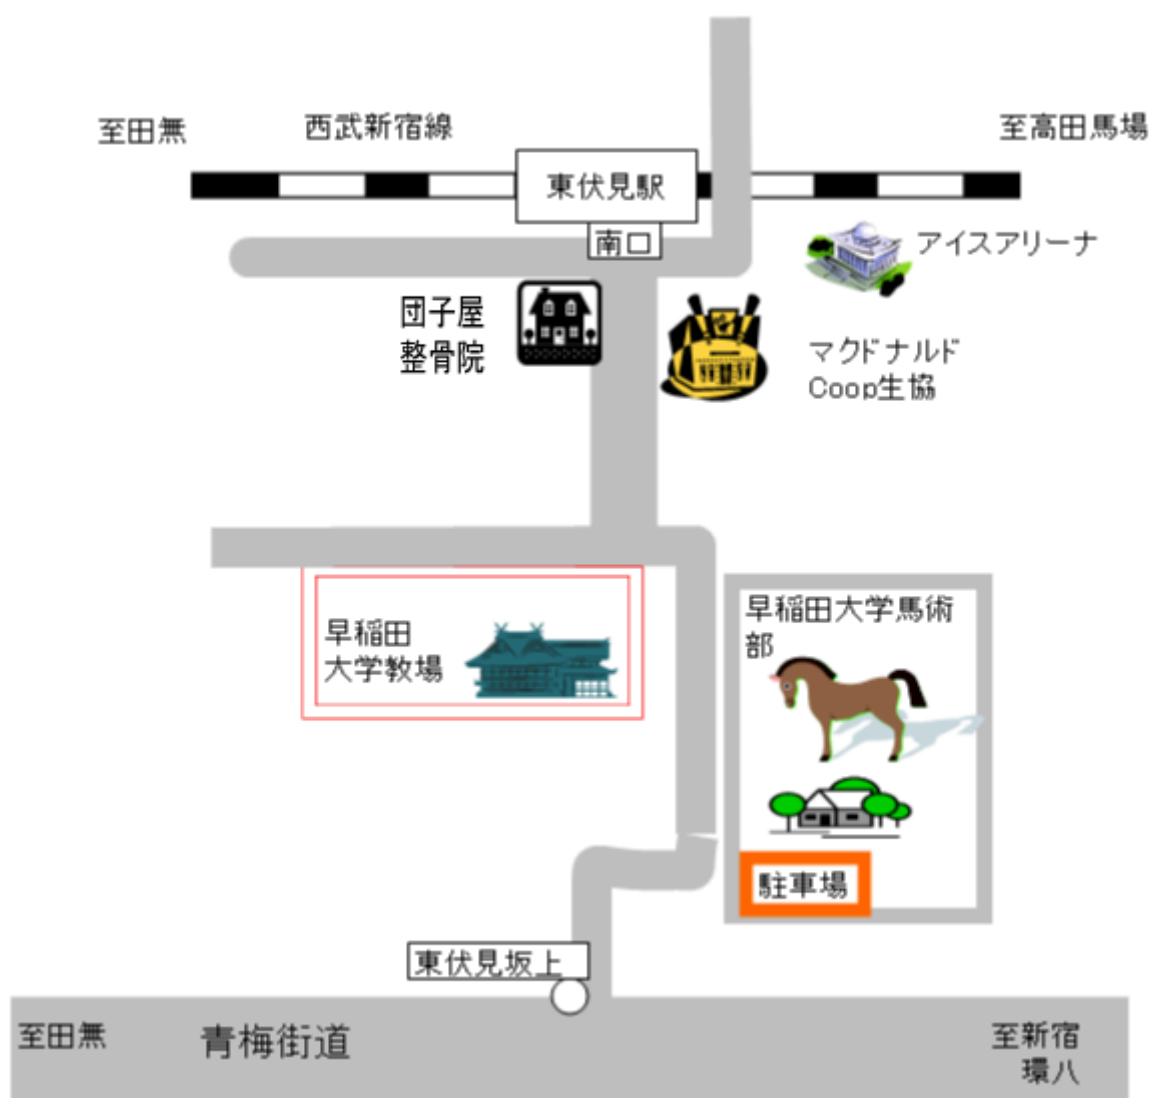 至田無
西武新宿線
至高田馬場
東伏見駅
南口
アイスアリーナ
団子屋
整骨院
マクドナルド
Coop生協
早稲田
大学教場
早稲田大学馬術
部
駐車場
東伏見坂上
至田無
青梅街道
至新宿
環八